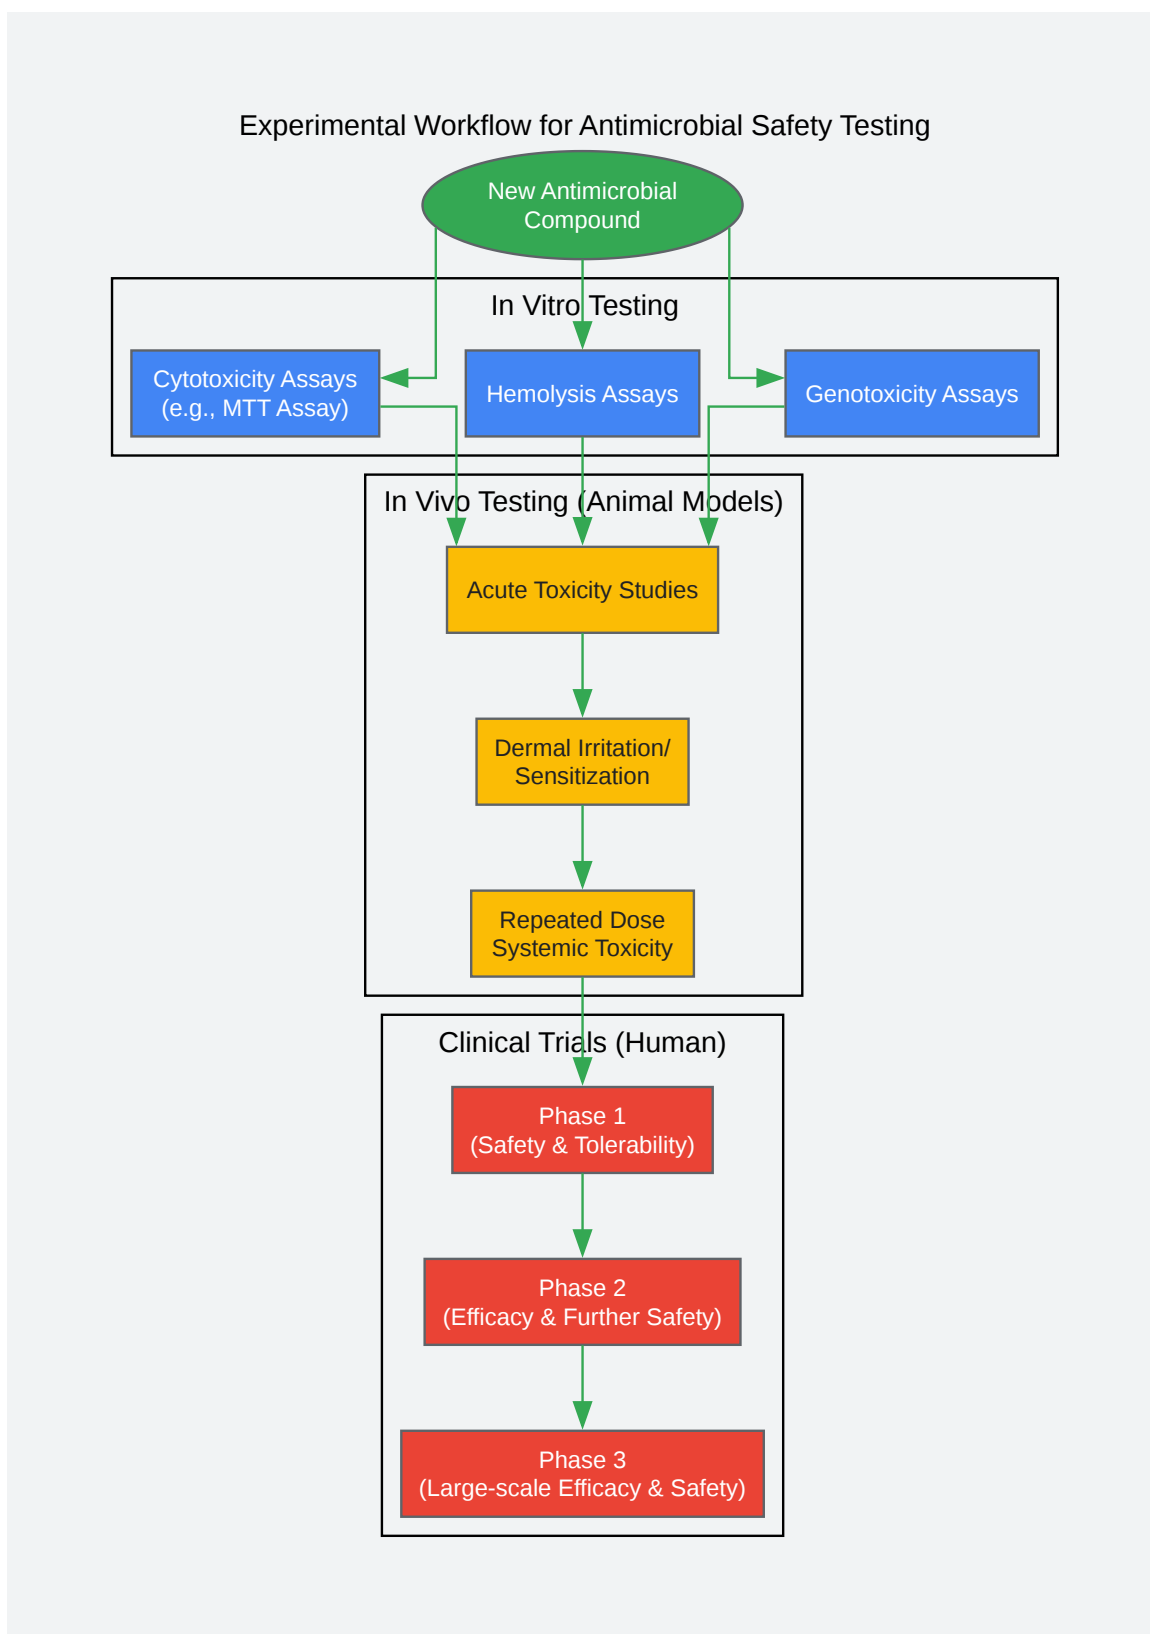 Experimental Workflow for Antimicrobial Safety Testing
New Antimicrobial
Compound
In Vitro Testing
Cytotoxicity Assays
(e.g., MTT Assay)
Hemolysis Assays
Genotoxicity Assays
In Vivo Testing (Animal Models)
Acute Toxicity Studies
Dermal Irritation/
Sensitization
Repeated Dose
Systemic Toxicity
Clinical Trials (Human)
Phase 1
(Safety & Tolerability)
Phase 2
(Efficacy & Further Safety)
Phase 3
(Large-scale Efficacy & Safety)